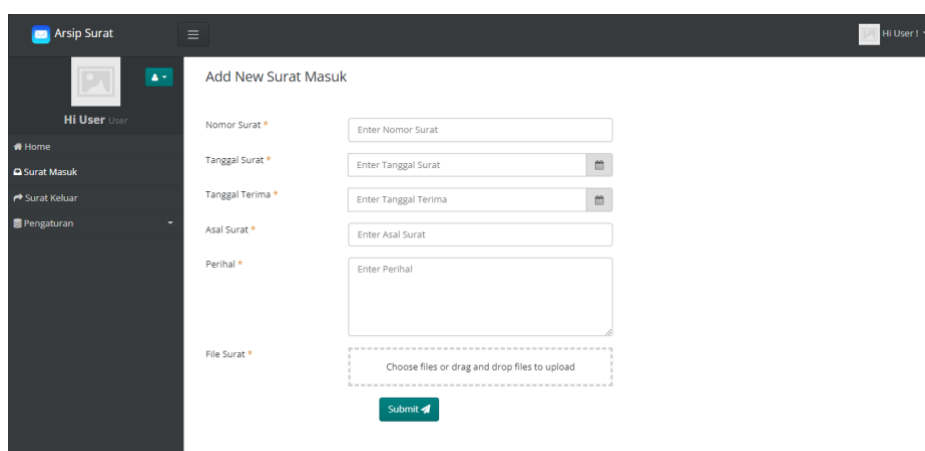 Arsip Surat
Hi User !
Hi User User
Home
Surat Masuk
Surat Keluar
Pengaturan
Add New Surat Masuk
Nomor Surat *
Enter Nomor Surat
Tanggal Surat *
Enter Tanggal Surat
Tanggal Terima *
Enter Tanggal Terima
Asal Surat *
Enter Asal Surat
Perihal *
Enter Perihal
File Surat *
Choose files or drag and drop files to upload
Submit